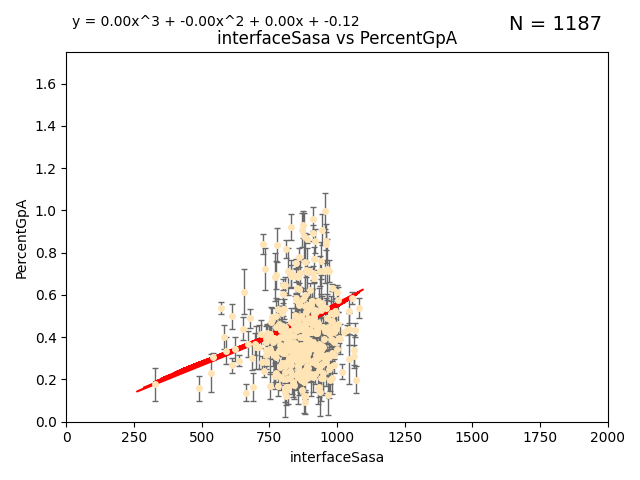 y = 0.00x^3 + -0.00x^2 + 0.00x + -0.12
N = 1187
interfaceSasa vs PercentGpA
PercentGpA
1.6
1.4
1.2
1.0
0.8
0.6
0.4
0.2
0.0
0 250 500 750 1000 1250 1500 1750 2000
interfaceSasa